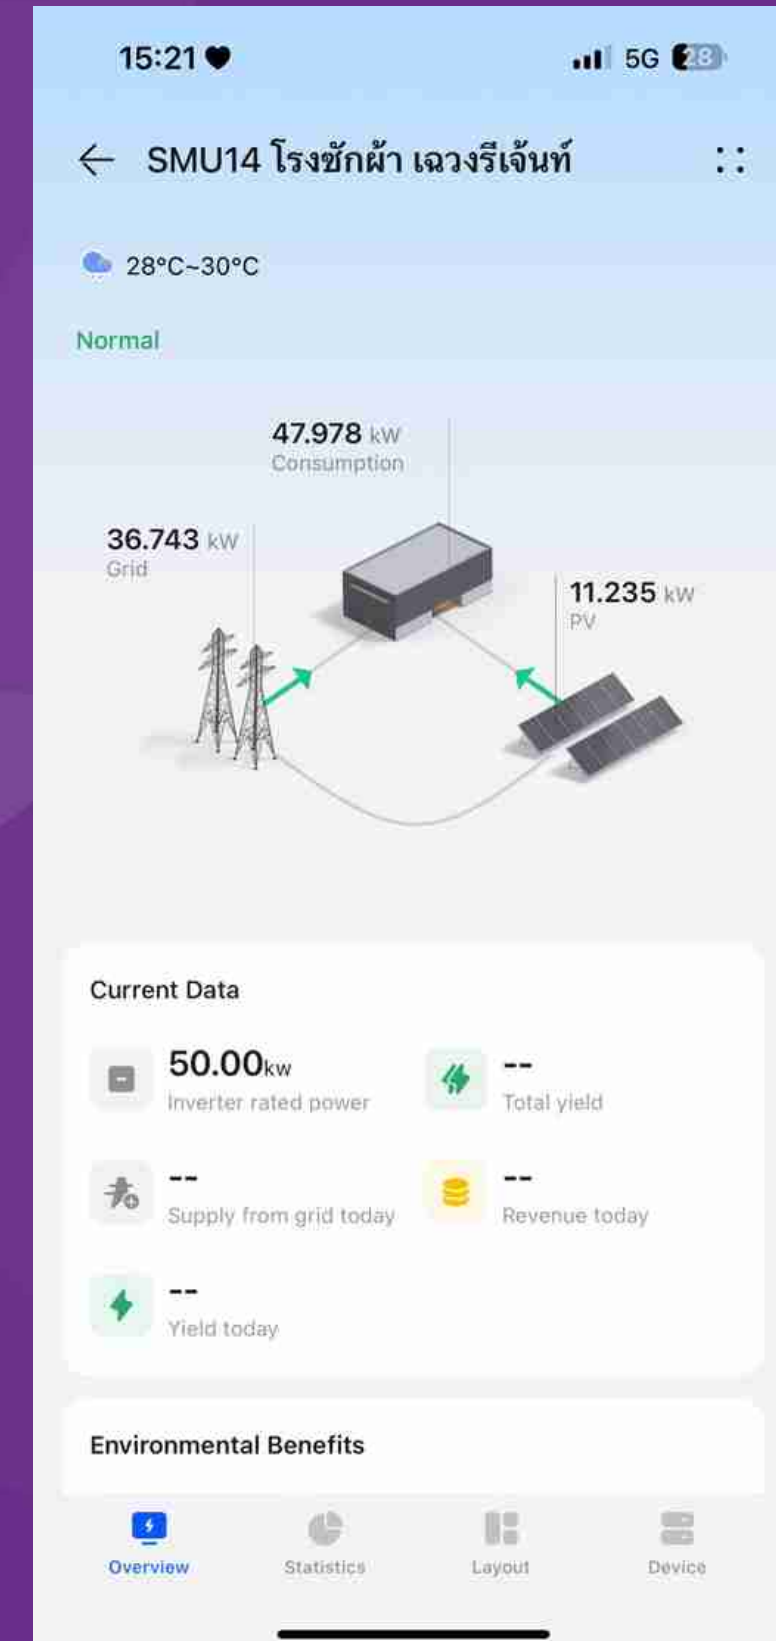 15:21
5G 28
SMU14 โรงซักผ้า เฉวงรีเจ้นท์
28°C~30°C
Normal
47.978 kW
Consumption
36.743 kW
Grid
11.235 kW
PV
Current Data
50.00kw
Inverter rated power
--
Total yield
--
Supply from grid today
--
Revenue today
--
Yield today
Environmental Benefits
Overview
Statistics
Layout
Device